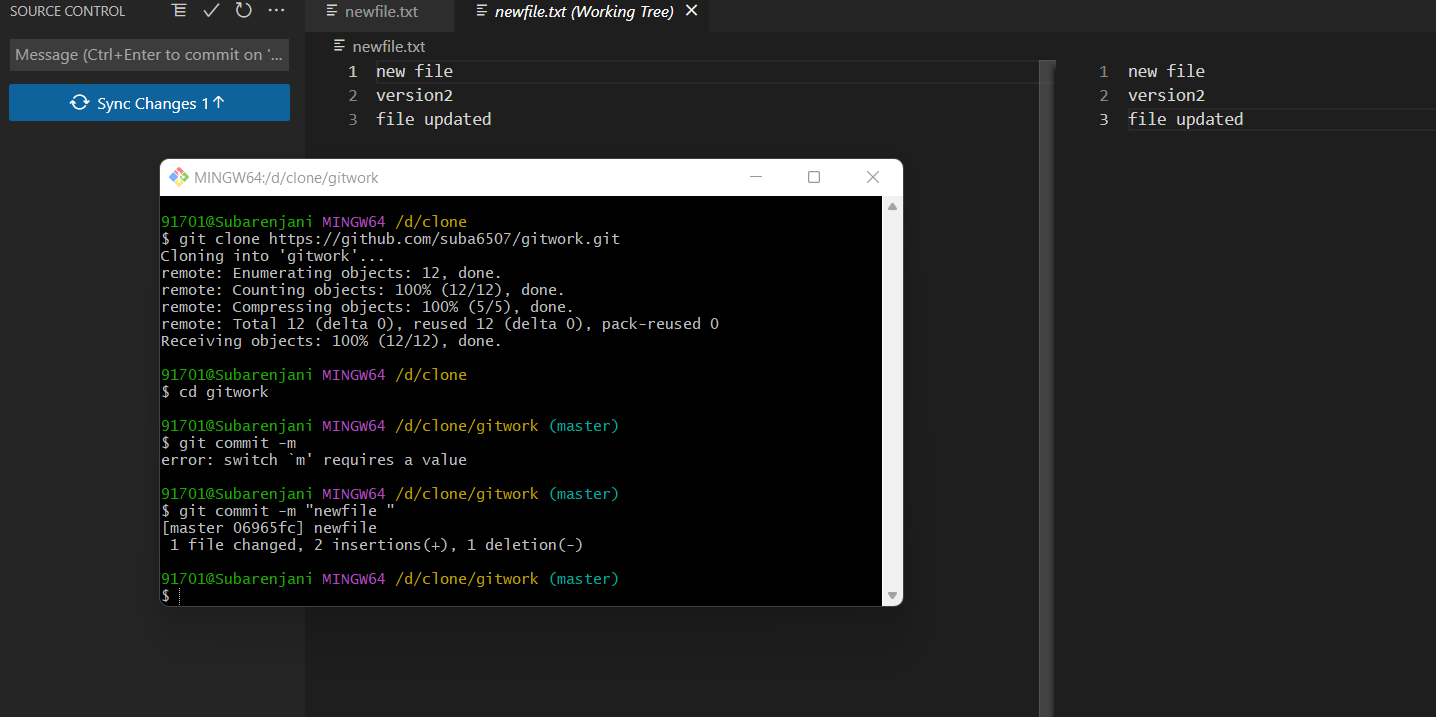 SOURCE CONTROL
newfile.txt
newfile.txt (Working Tree)
Message (Ctrl+Enter to commit on '...
Sync Changes 1↑
newfile.txt
1 new file
2 version2
3 file updated
1 new file
2 version2
3 file updated
MINGW64:/d/clone/gitwork
91701@Subarenjani MINGW64 /d/clone
$ git clone https://github.com/suba6507/gitwork.git
Cloning into 'gitwork'...
remote: Enumerating objects: 12, done.
remote: Counting objects: 100% (12/12), done.
remote: Compressing objects: 100% (5/5), done.
remote: Total 12 (delta 0), reused 12 (delta 0), pack-reused 0
Receiving objects: 100% (12/12), done.
91701@Subarenjani MINGW64 /d/clone
$ cd gitwork
91701@Subarenjani MINGW64 /d/clone/gitwork (master)
$ git commit -m
error: switch `m' requires a value
91701@Subarenjani MINGW64 /d/clone/gitwork (master)
$ git commit -m "newfile "
[master 06965fc] newfile
 1 file changed, 2 insertions(+), 1 deletion(-)
91701@Subarenjani MINGW64 /d/clone/gitwork (master)
$